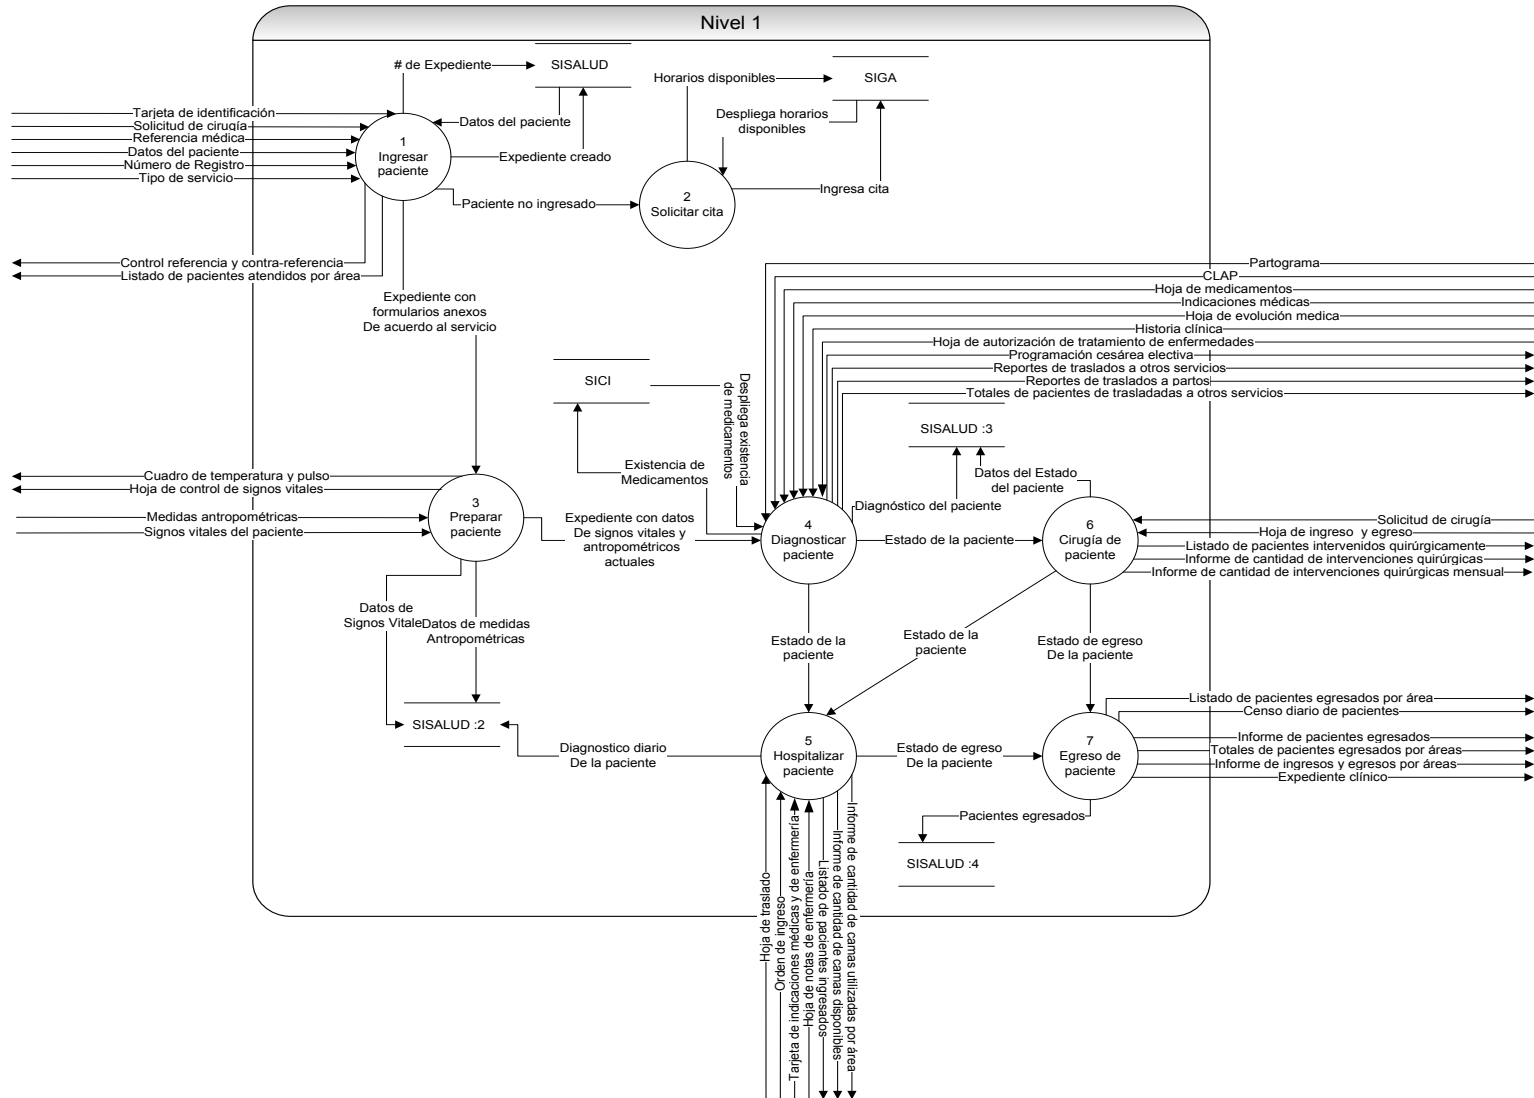 Nivel 1
# de Expediente
SISALUD
Horarios disponibles
SIGA
Tarjeta de identificación
Solicitud de cirugía
Referencia médica
Datos del paciente
Número de Registro
Tipo de servicio
1
Ingresar
paciente
Datos del paciente
Expediente creado
Despliega horarios
disponibles
2
Solicitar cita
Ingresa cita
Paciente no ingresado
Control referencia y contra-referencia
Listado de pacientes atendidos por área
Expediente con
formularios anexos
De acuerdo al servicio
Partograma
CLAP
Hoja de medicamentos
Indicaciones médicas
Hoja de evolución medica
Historia clínica
Hoja de autorización de tratamiento de enfermedades
Programación cesárea electiva
Reportes de traslados a otros servicios
Reportes de traslados a partos
Totales de pacientes de trasladadas a otros servicios
SICI
Despliega existencia
de medicamentos
SISALUD :3
Existencia de
Medicamentos
Datos del Estado
del paciente
Diagnóstico del paciente
Cuadro de temperatura y pulso
Hoja de control de signos vitales
Medidas antropométricas
Signos vitales del paciente
3
Preparar
paciente
Expediente con datos
De signos vitales y
antropométricos
actuales
4
Diagnosticar
paciente
Estado de la paciente
6
Cirugía de
paciente
Solicitud de cirugía
Hoja de ingreso y egreso
Listado de pacientes intervenidos quirúrgicamente
Informe de cantidad de intervenciones quirúrgicas
Informe de cantidad de intervenciones quirúrgicas mensual
Datos de
Signos Vitale
Datos de medidas
Antropométricas
Estado de la
paciente
Estado de la
paciente
Estado de egreso
De la paciente
SISALUD :2
Diagnostico diario
De la paciente
5
Hospitalizar
paciente
Estado de egreso
De la paciente
7
Egreso de
paciente
Listado de pacientes egresados por área
Censo diario de pacientes
Informe de pacientes egresados
Totales de pacientes egresados por áreas
Informe de ingresos y egresos por áreas
Expediente clínico
Pacientes egresados
SISALUD :4
Hoja de traslado
Orden de ingreso
Tarjeta de indicaciones médicas y de enfermería
Hoja de notas de enfermería
Listado de pacientes ingresados
Informe de cantidad de camas disponibles
Informe de cantidad de camas utilizadas por área